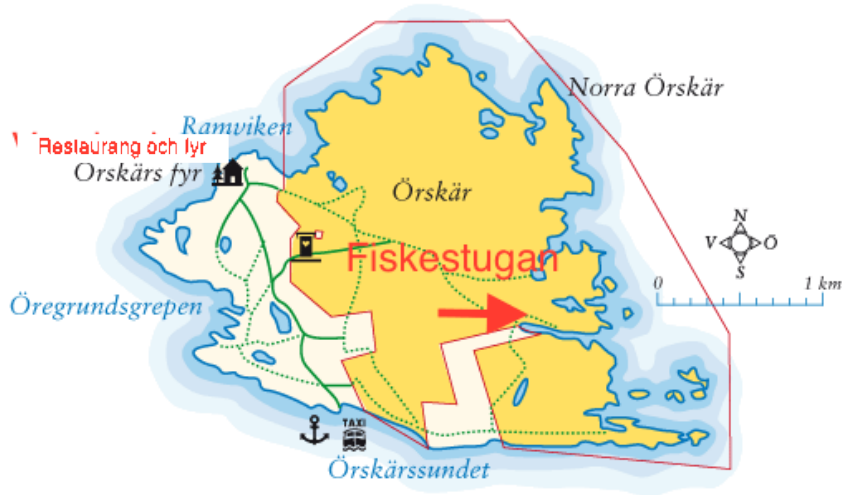 Norra Örskär
Ramviken
Restaurang och fyr
Orskärs fyr
Örskär
N
V
Ö
S
Fiskestugan
0
1 km
Öregrundsgrepen
TAXI
Örskärssundet